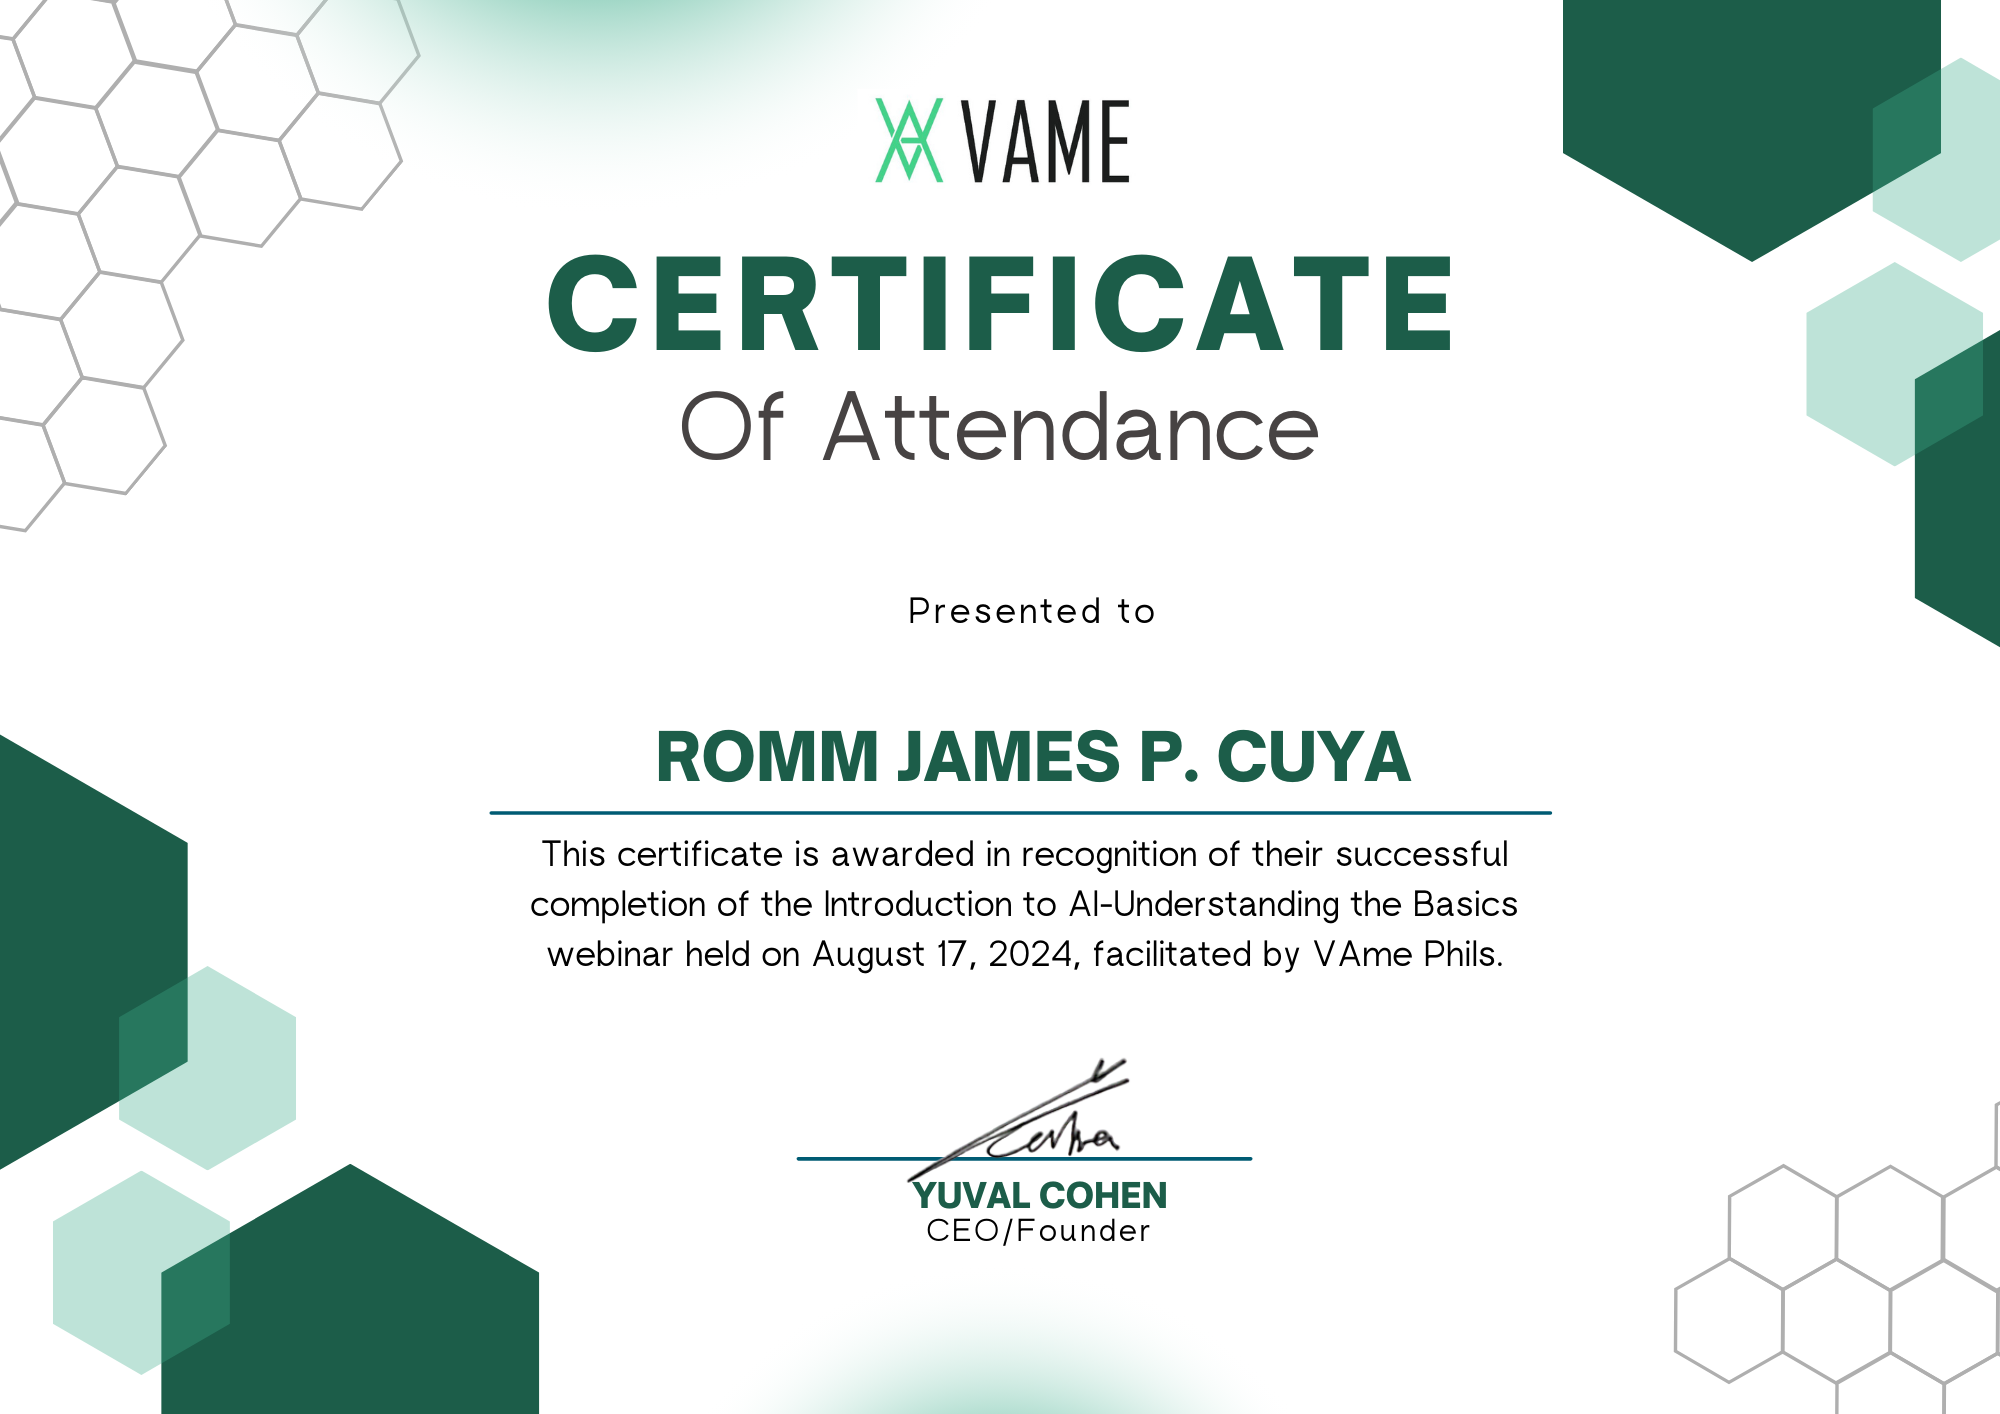 VAME
CERTIFICATE
Of Attendance
Presented to
ROMM JAMES P. CUYA
This certificate is awarded in recognition of their successful
completion of the Introduction to AI-Understanding the Basics
webinar held on August 17, 2024, facilitated by VAme Phils.
YUVAL COHEN
CEO/Founder